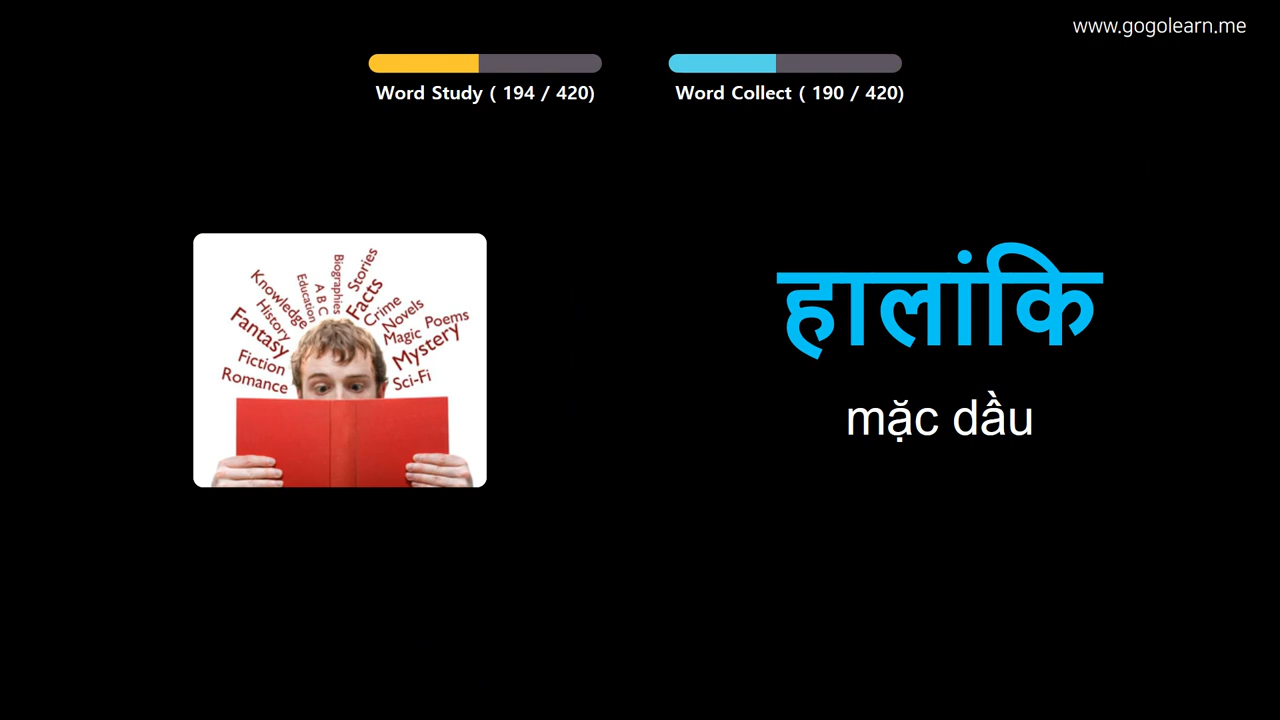 www.gogolearn.me
Word Study ( 194 / 420)
Word Collect ( 190 / 420)
Knowledge
History
Fantasy
Fiction
Romance
Education
A B C
Biographies
Stories
Facts
Crime
Novels
Magic
Poems
Mystery
Sci-Fi
हालांकि
mặc dầu